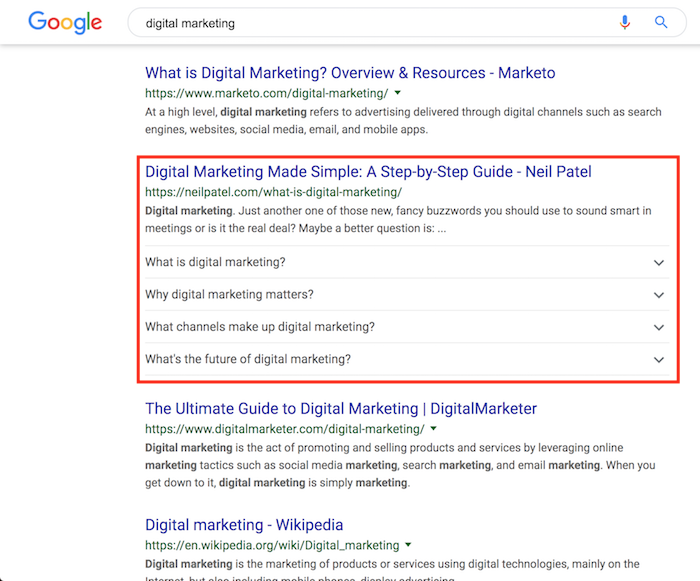 Google
digital marketing
What is Digital Marketing? Overview & Resources - Marketo
https://www.marketo.com/digital-marketing/
At a high level, digital marketing refers to advertising delivered through digital channels such as search
engines, websites, social media, email, and mobile apps.
Digital Marketing Made Simple: A Step-by-Step Guide - Neil Patel
https://neilpatel.com/what-is-digital-marketing/
Digital marketing. Just another one of those new, fancy buzzwords you should use to sound smart in
meetings or is it the real deal? Maybe a better question is: ...
What is digital marketing?
Why digital marketing matters?
What channels make up digital marketing?
What's the future of digital marketing?
The Ultimate Guide to Digital Marketing | DigitalMarketer
https://www.digitalmarketer.com/digital-marketing/
Digital marketing is the act of promoting and selling products and services by leveraging online
marketing tactics such as social media marketing, search marketing, and email marketing. When you
get down to it, digital marketing is simply marketing.
Digital marketing - Wikipedia
https://en.wikipedia.org/wiki/Digital_marketing
Digital marketing is the marketing of products or services using digital technologies, mainly on the
Internet, but also including mobile phones, display advertising